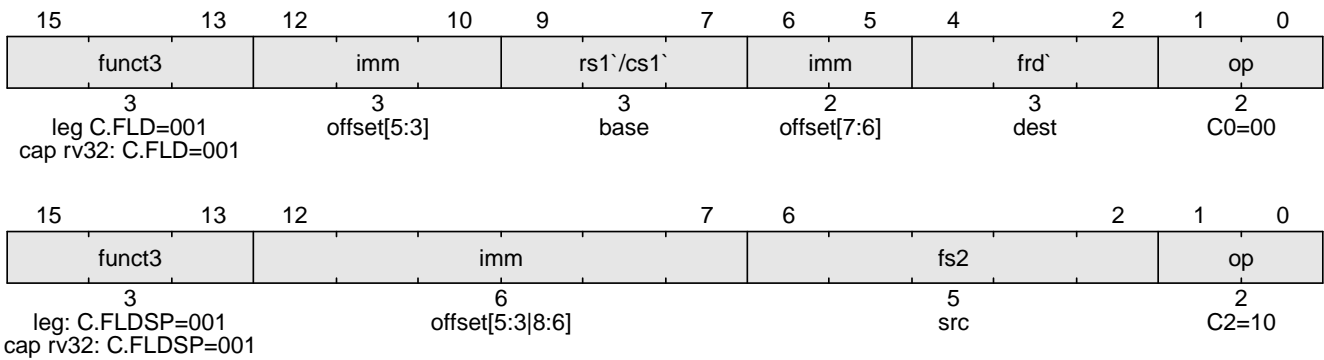 15 13 12 10 9 7 6 5 4 2 1 0
funct3 imm rs1`/cs1` imm frd` op
3 3 3 2 3 2
leg C.FLD=001 offset[5:3] base offset[7:6] dest C0=00
cap rv32: C.FLD=001
15 13 12 7 6 2 1 0
funct3 imm fs2 op
3 6 5 2
leg: C.FLDSP=001 offset[5:3|8:6] src C2=10
cap rv32: C.FLDSP=001